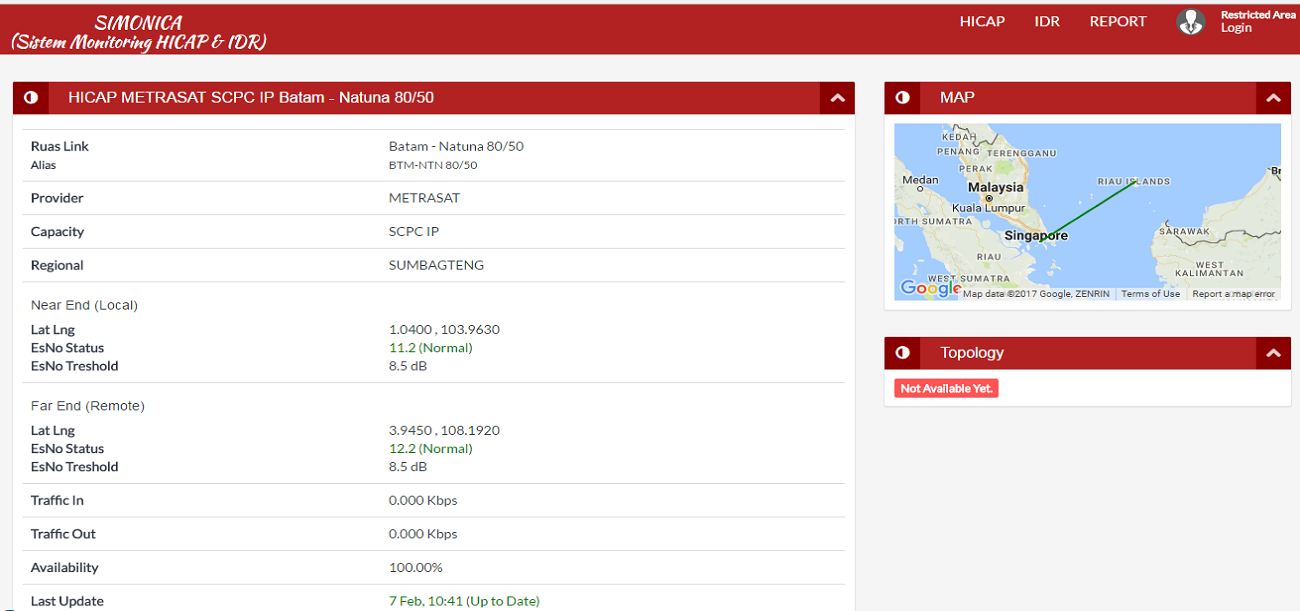 SIMONICA
(Sistem Monitoring HICAP & IDR)
HICAP IDR REPORT Restricted Area
Login
HICAP METRASAT SCPC IP Batam - Natuna 80/50
Ruas Link Batam - Natuna 80/50
Alias BTM-NTN 80/50
Provider METRASAT
Capacity SCPC IP
Regional SUMBAGTENG
Near End (Local)
Lat Lng 1.0400 , 103.9630
EsNo Status 11.2 (Normal)
EsNo Treshold 8.5 dB
Far End (Remote)
Lat Lng 3.9450 , 108.1920
EsNo Status 12.2 (Normal)
EsNo Treshold 8.5 dB
Traffic In 0.000 Kbps
Traffic Out 0.000 Kbps
Availability 100.00%
Last Update 7 Feb, 10:41 (Up to Date)
MAP
KEDAH
PENANG TERENGGANU
PERAK
Medan
Malaysia
RIAU ISLANDS
Br
Kuala Lumpur
RTH SUMATRA
Singapore
SARAWAK
RIAU
WEST
KALIMANTAN
WEST SUMATRA
Google Map data ©2017 Google, ZENRIN Terms of Use Report a map error
Topology
Not Available Yet.